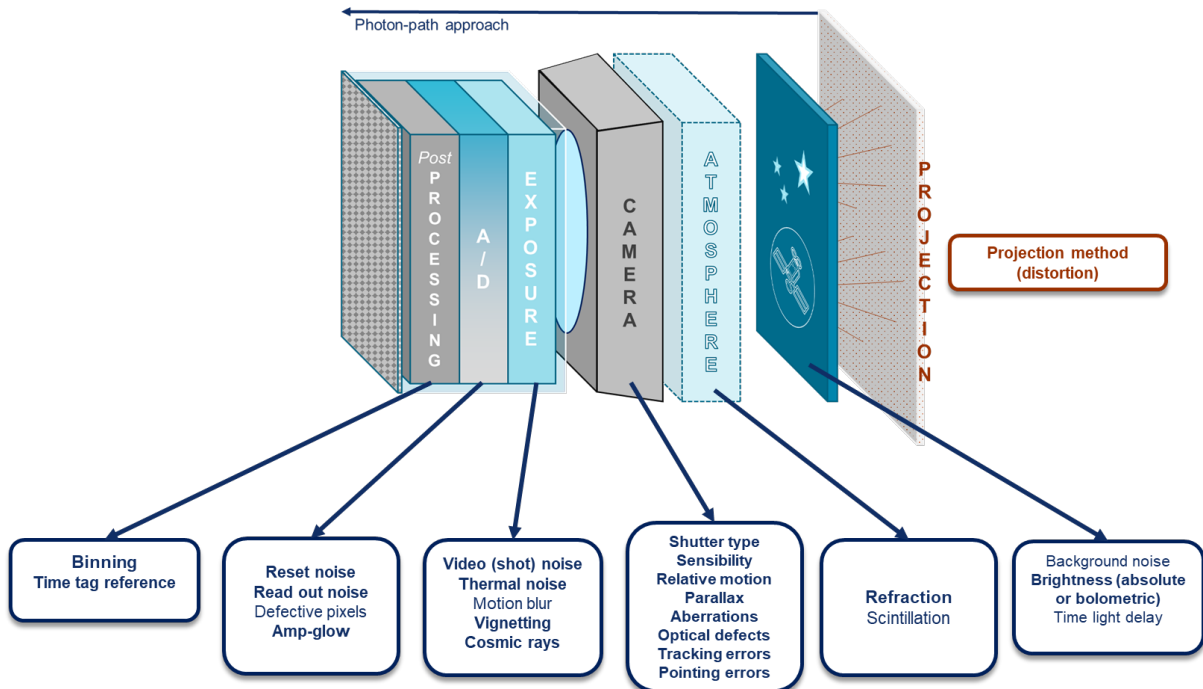 Photon-path approach
Post
PROCESSING
A/D
EXPOSURE
CAMERA
ATMOSPHERE
PROJECTION
Projection method
(distortion)
Binning
Time tag reference
Reset noise
Read out noise
Defective pixels
Amp-glow
Video (shot) noise
Thermal noise
Motion blur
Vignetting
Cosmic rays
Shutter type
Sensibility
Relative motion
Parallax
Aberrations
Optical defects
Tracking errors
Pointing errors
Refraction
Scintillation
Background noise
Brightness (absolute
or bolometric)
Time light delay